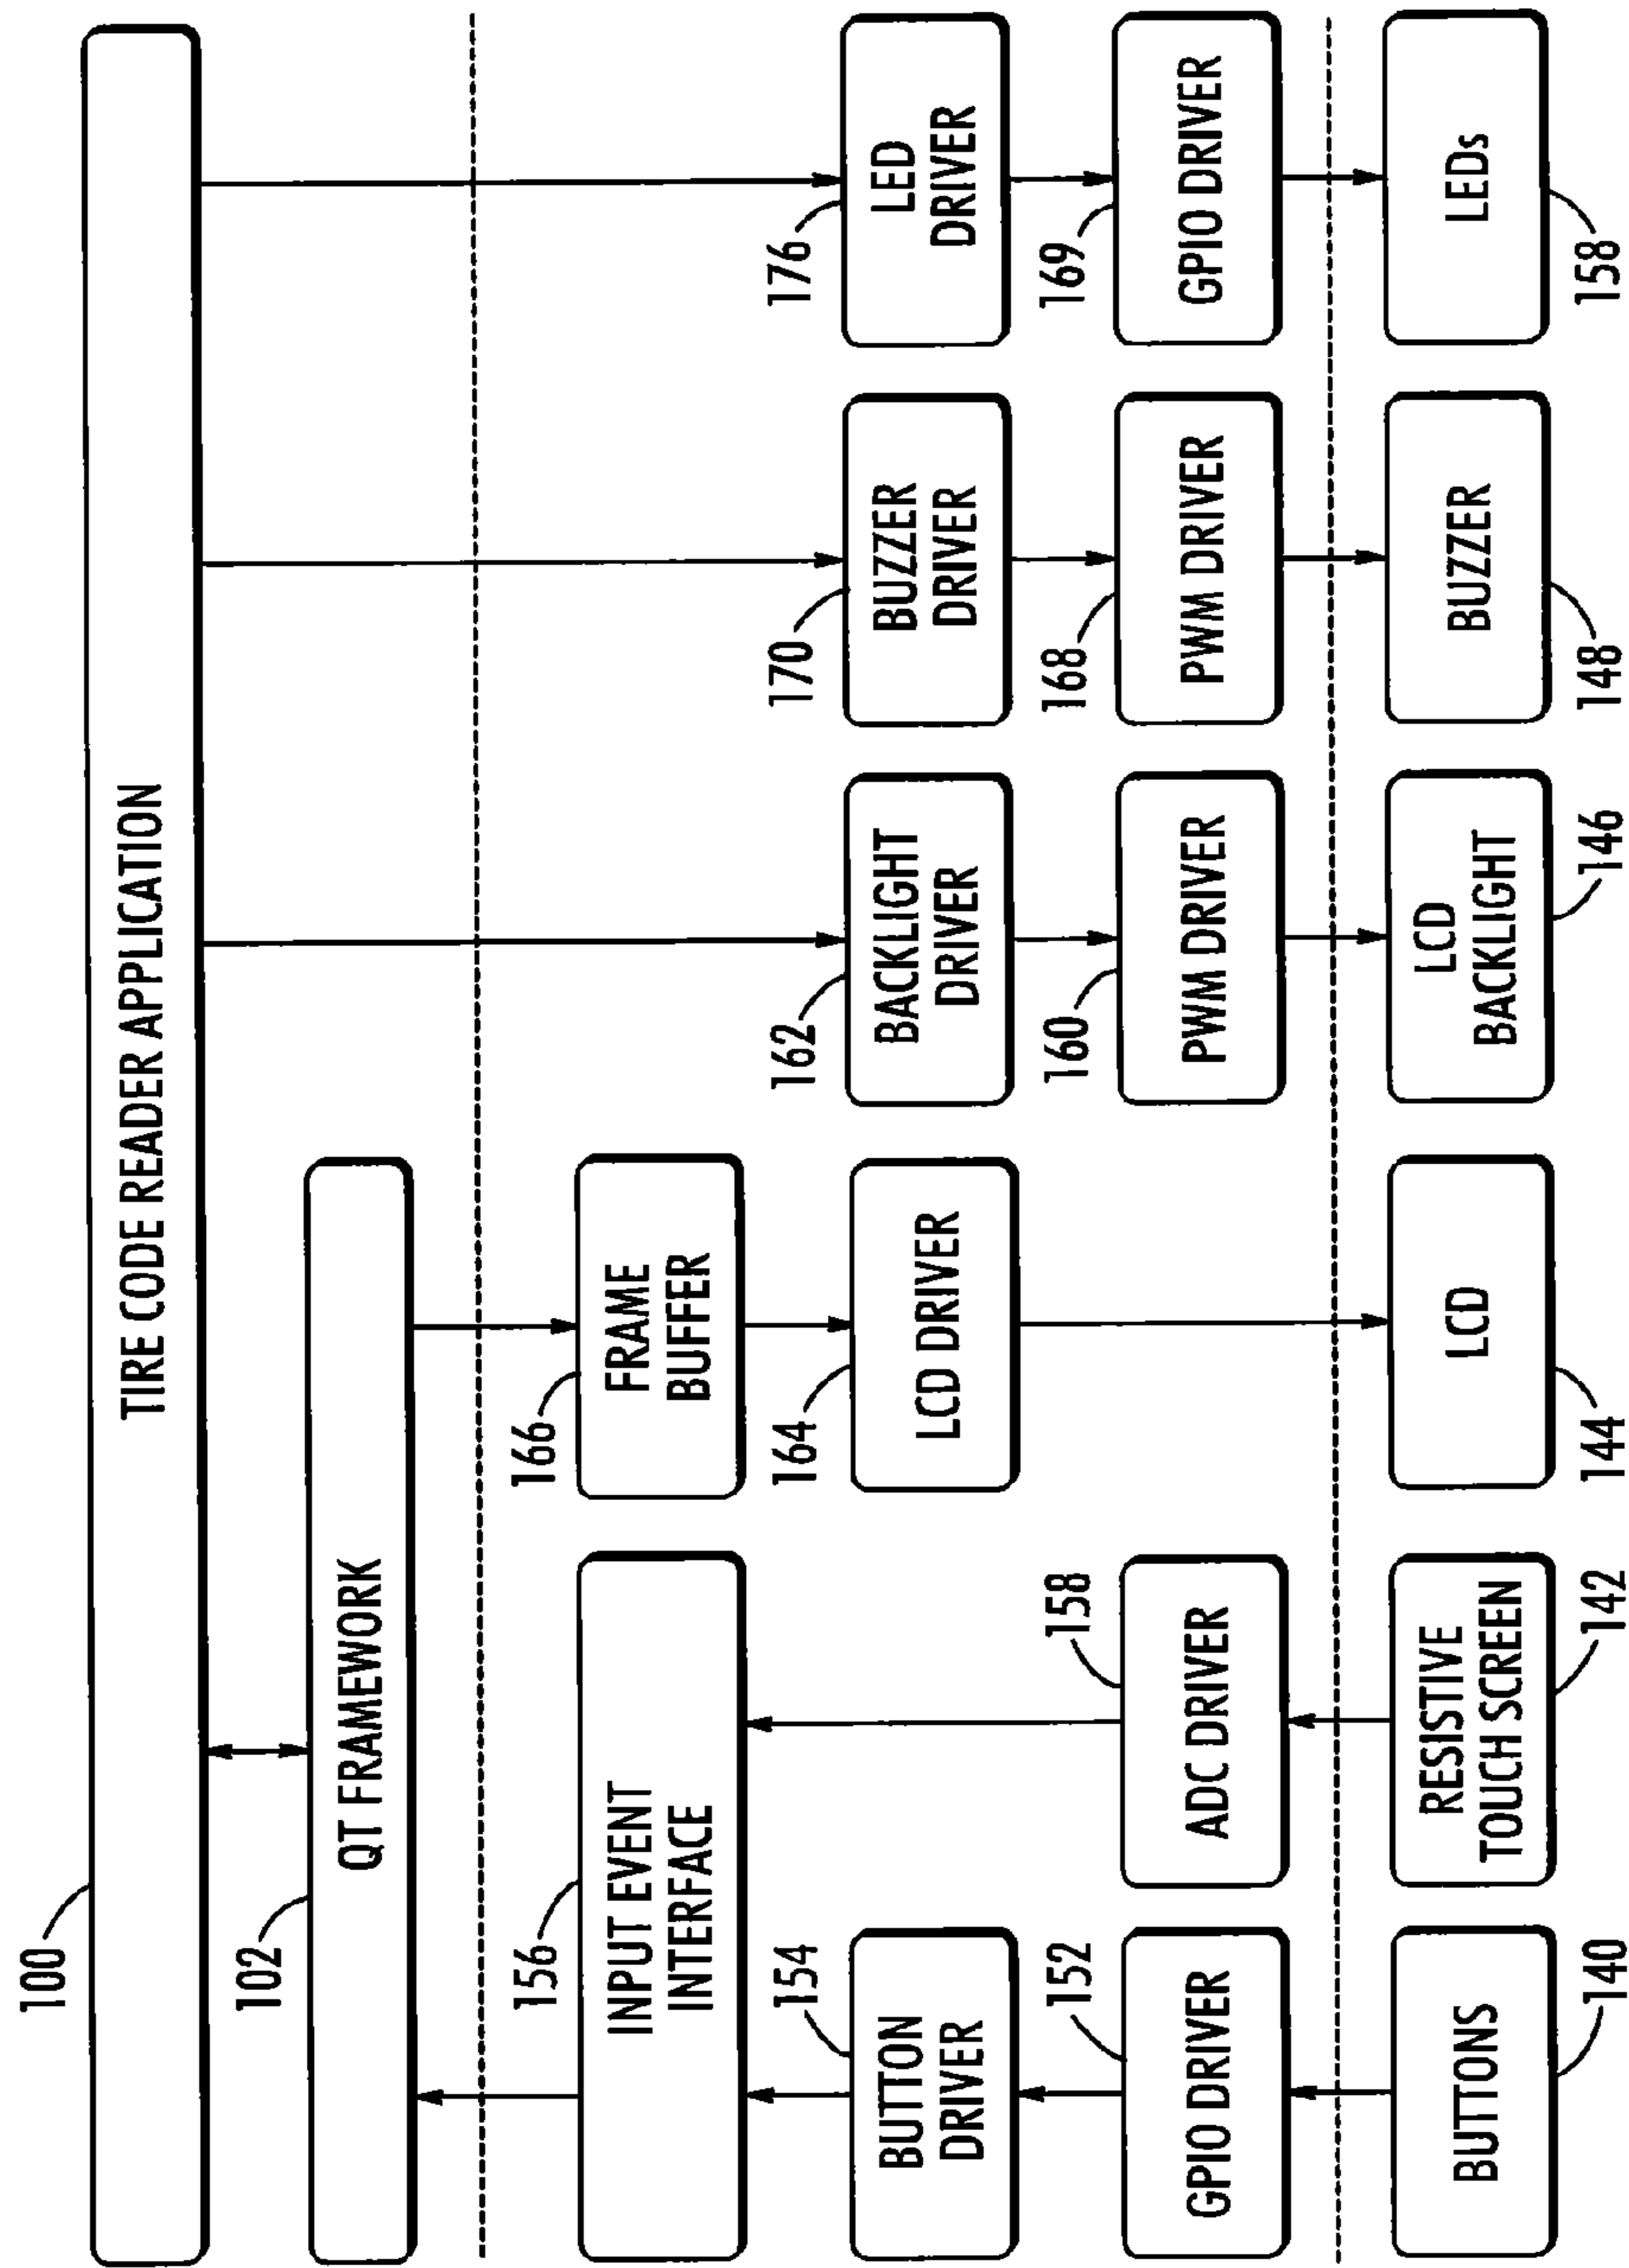 100
TIRE CODE READER APPLICATION
102
QT FRAMEWORK
156
INPUT EVENT
INTERFACE
166
FRAME
BUFFER
154
BUTTON
DRIVER
164
LCD DRIVER
162
BACKLIGHT
DRIVER
170
BUZZER
DRIVER
176
LED
DRIVER
152
GPIO DRIVER
158
ADC DRIVER
160
PWM DRIVER
168
PWM DRIVER
169
GPIO DRIVER
BUTTONS
140
RESISTIVE
TOUCH SCREEN
142
LCD
144
LCD
BACKLIGHT
146
BUZZER
148
LEDs
158